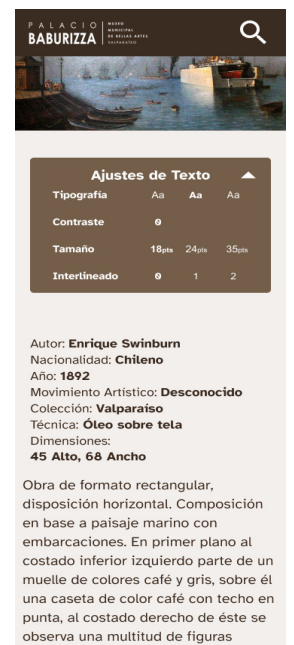 PALACIO
BABURIZZA
MUSEO
MUNICIPAL
DE BELLAS ARTES
VALPARAÍSO
Ajustes de Texto
Tipografía Aa Aa Aa
Contraste 0
Tamaño 18pts 24pts 35pts
Interlineado 0 1 2
Autor: Enrique Swinburn
Nacionalidad: Chileno
Año: 1892
Movimiento Artístico: Desconocido
Colección: Valparaíso
Técnica: Óleo sobre tela
Dimensiones:
45 Alto, 68 Ancho
Obra de formato rectangular,
disposición horizontal. Composición
en base a paisaje marino con
embarcaciones. En primer plano al
costado inferior izquierdo parte de un
muelle de colores café y gris, sobre él
una caseta de color café con techo en
punta, al costado derecho de éste se
observa una multitud de figuras